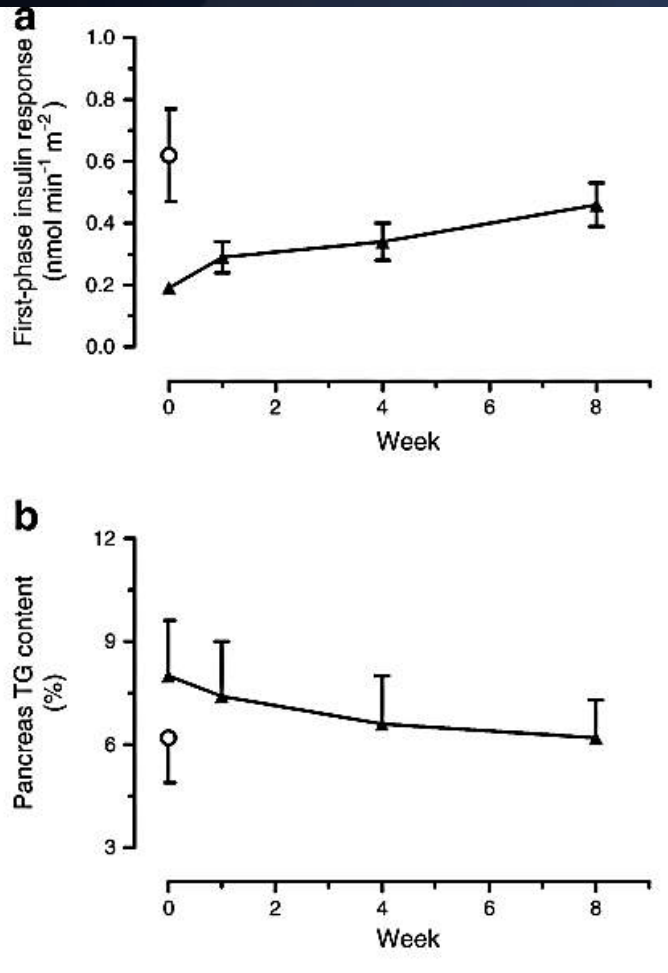 a
First-phase insulin response
(nmol min⁻¹ m⁻²)
1.0
0.8
0.6
0.4
0.2
0.0
0 2 4 6 8
Week
b
Pancreas TG content
(%)
12
9
6
3
0 2 4 6 8
Week